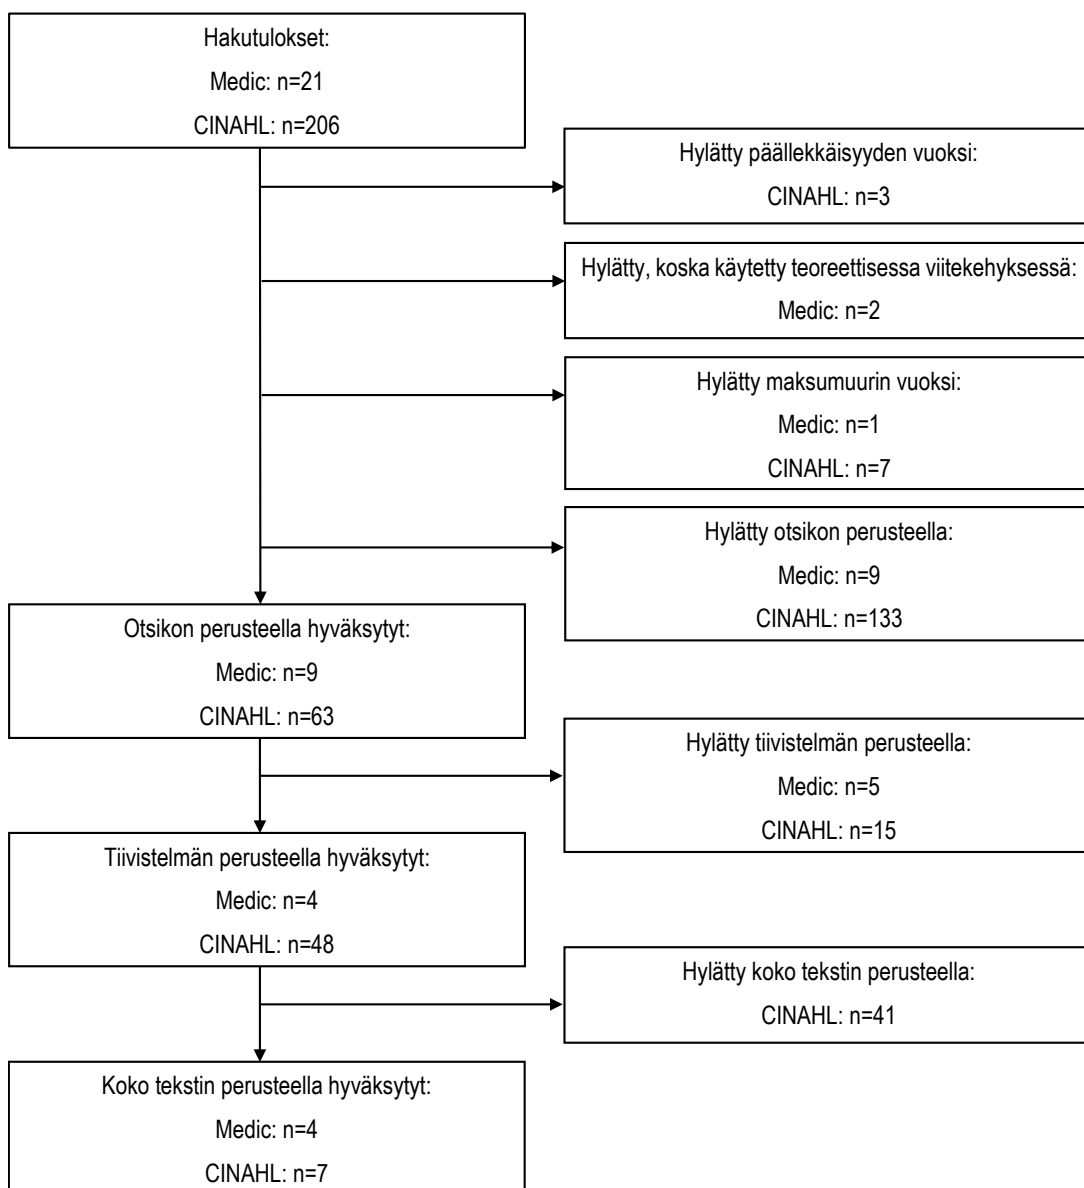 Hakutulokset:
Medic: n=21
CINAHL: n=206
Hylätty päällekkäisyyden vuoksi:
CINAHL: n=3
Hylätty, koska käytetty teoreettisessa viitekehyksessä:
Medic: n=2
Hylätty maksumuurin vuoksi:
Medic: n=1
CINAHL: n=7
Hylätty otsikon perusteella:
Medic: n=9
CINAHL: n=133
Otsikon perusteella hyväksytyt:
Medic: n=9
CINAHL: n=63
Hylätty tiivistelmän perusteella:
Medic: n=5
CINAHL: n=15
Tiivistelmän perusteella hyväksytyt:
Medic: n=4
CINAHL: n=48
Hylätty koko tekstin perusteella:
CINAHL: n=41
Koko tekstin perusteella hyväksytyt:
Medic: n=4
CINAHL: n=7